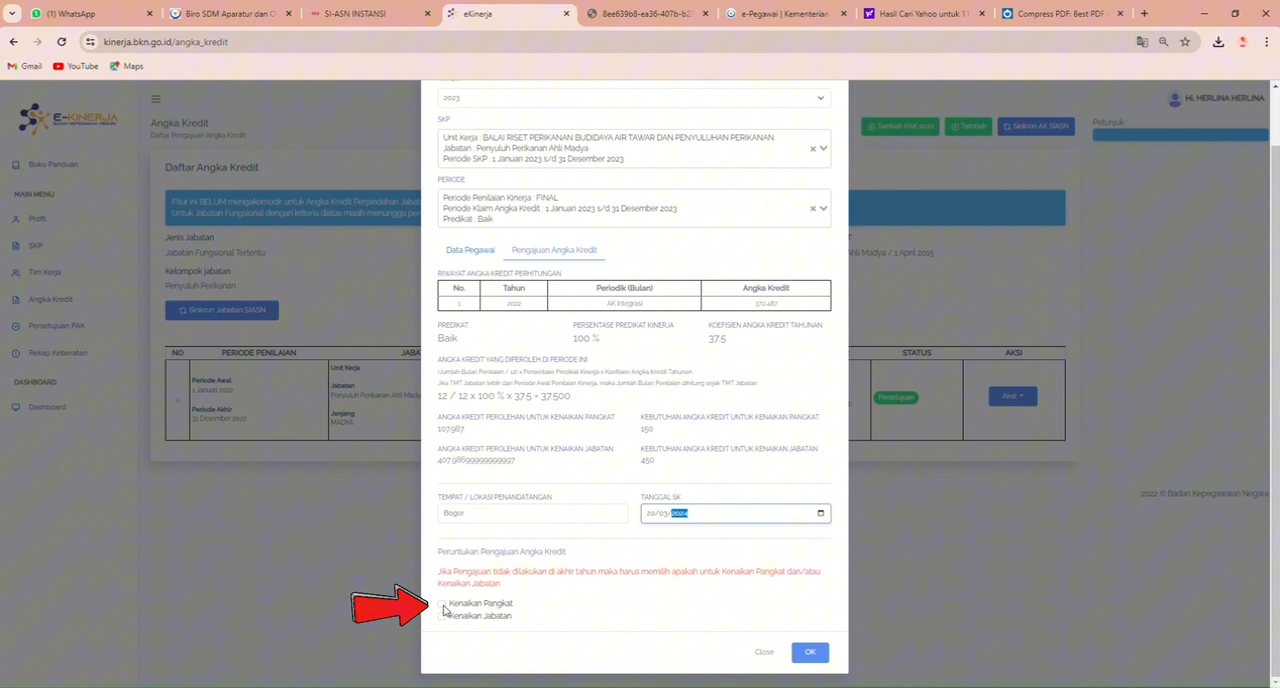 (1) WhatsApp
Biro SDM Aparatur dan O
SI-ASN INSTANSI
eKinerja
8ee639b8-ea36-407b-b2
e-Pegawai | Kementerian
Hasil Cari Yahoo untuk 11
Compress PDF: Best PDF
kinerja.bkn.go.id/angka_kredit
Gmail
YouTube
Maps
E-KINERJA
BADAN KEPEGAWAIAN NEGARA
Buku Panduan
MAIN MENU
Profil
SKP
Tim Kerja
Angka Kredit
Persetujuan PAK
Rekap Keberatan
DASHBOARD
Dashboard
Angka Kredit
Daftar Pengajuan Angka Kredit
HI, HERLINA HERLINA
Tambah PAK 2022
Tambah
Sinkron AK SIASN
Petunjuk
Daftar Angka Kredit
Fitur ini BELUM mengakomodir untuk Angka Kredit Perpindahan Jabat
Untuk Jabatan Fungsional dengan kriteria diatas masih menunggu per
Jenis Jabatan
Jabatan Fungsional Tertentu
Kelompok jabatan
Penyuluh Perikanan
T
Ahli Madya / 1 April 2015
Sinkron Jabatan SIASN
NO
PERIODE PENILAIAN
JABA
STATUS
AKSI
1
Periode Awal
1 Januari 2022
Periode Akhir
31 Desember 2022
Unit Kerja
Jabatan
Penyuluh Perikanan Ahli Mad
Jenjang
MADYA
Persetujuan
Aksi
2022 © Badan Kepegawaian Negara
2023
SKP
Unit Kerja : BALAI RISET PERIKANAN BUDIDAYA AIR TAWAR DAN PENYULUHAN PERIKANAN
Jabatan : Penyuluh Perikanan Ahli Madya
Periode SKP : 1 Januari 2023 s/d 31 Desember 2023
PERIODE
Periode Penilaian Kinerja : FINAL
Periode Klaim Angka Kredit : 1 Januari 2023 s/d 31 Desember 2023
Predikat : Baik
Data Pegawai
Pengajuan Angka Kredit
RIWAYAT ANGKA KREDIT PERHITUNGAN
No. Tahun Periodik (Bulan) Angka Kredit
1 2022 AK Integrasi 370.487
PREDIKAT
Baik
PERSENTASE PREDIKAT KINERJA
100 %
KOEFISIEN ANGKA KREDIT TAHUNAN
37.5
ANGKA KREDIT YANG DIPEROLEH DI PERIODE INI
(Jumlah Bulan Penilaian / 12) x Persentase Predikat Kinerja x Koefisien Angka Kredit Tahunan
Jika TMT Jabatan lebih dari Periode Awal Penilaian Kinerja, maka Jumlah Bulan Penilaian dihitung sejak TMT Jabatan
12 / 12 x 100 % x 37.5 = 37.500
ANGKA KREDIT PEROLEHAN UNTUK KENAIKAN PANGKAT
107.987
KEBUTUHAN ANGKA KREDIT UNTUK KENAIKAN PANGKAT
150
ANGKA KREDIT PEROLEHAN UNTUK KENAIKAN JABATAN
407.98699999999997
KEBUTUHAN ANGKA KREDIT UNTUK KENAIKAN JABATAN
450
TEMPAT / LOKASI PENANDATANGAN
Bogor
TANGGAL SK
20/03/2024
Peruntukan Pengajuan Angka Kredit
Jika Pengajuan tidak dilakukan di akhir tahun maka harus memilih apakah untuk Kenaikan Pangkat dan/atau
Kenaikan Jabatan
Kenaikan Pangkat
Kenaikan Jabatan
Close
OK